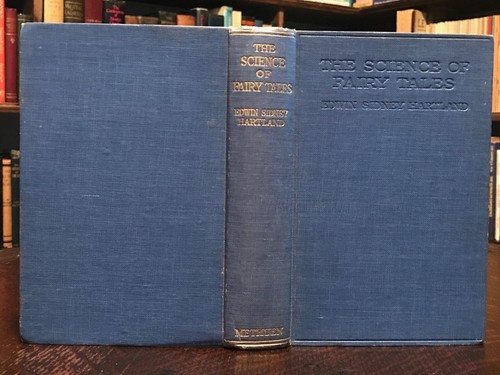 THE
SCIENCE
OF
FAIRY TALES
EDWIN SIDNEY
HARTLAND
METHUEN
THE SCIENCE OF
FAIRY TALES
EDWIN SIDNEY HARTLAND